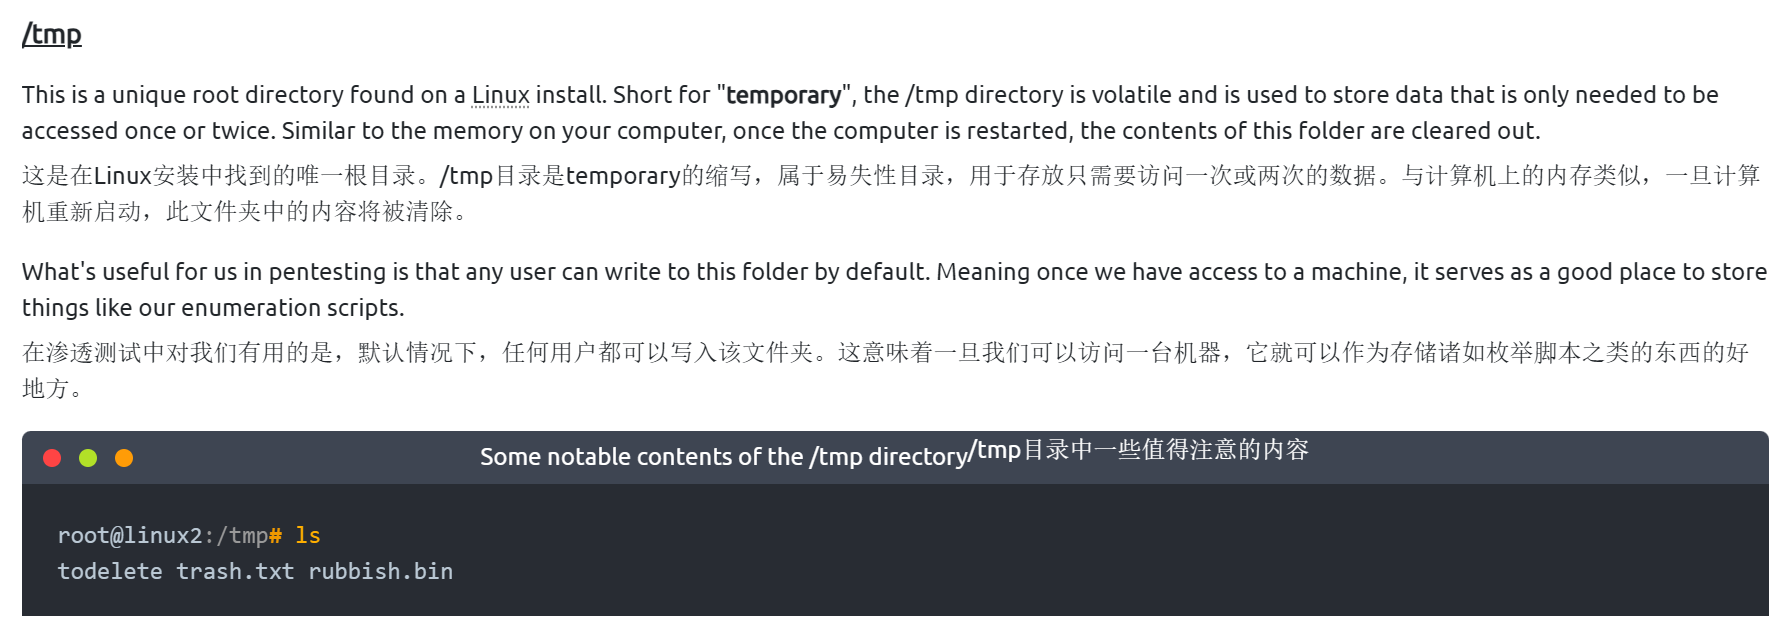 /tmp
This is a unique root directory found on a Linux install. Short for "temporary", the /tmp directory is volatile and is used to store data that is only needed to be
accessed once or twice. Similar to the memory on your computer, once the computer is restarted, the contents of this folder are cleared out.
这是在Linux安装中找到的唯一根目录。/tmp目录是temporary的缩写，属于易失性目录，用于存放只需要访问一次或两次的数据。与计算机上的内存类似，一旦计算
机重新启动，此文件夹中的内容将被清除。
What's useful for us in pentesting is that any user can write to this folder by default. Meaning once we have access to a machine, it serves as a good place to store
things like our enumeration scripts.
在渗透测试中对我们有用的是，默认情况下，任何用户都可以写入该文件夹。这意味着一旦我们可以访问一台机器，它就可以作为存储诸如枚举脚本之类的东西的好
地方。
Some notable contents of the /tmp directory/tmp目录中一些值得注意的内容
root@linux2:/tmp# ls
todelete trash.txt rubbish.bin